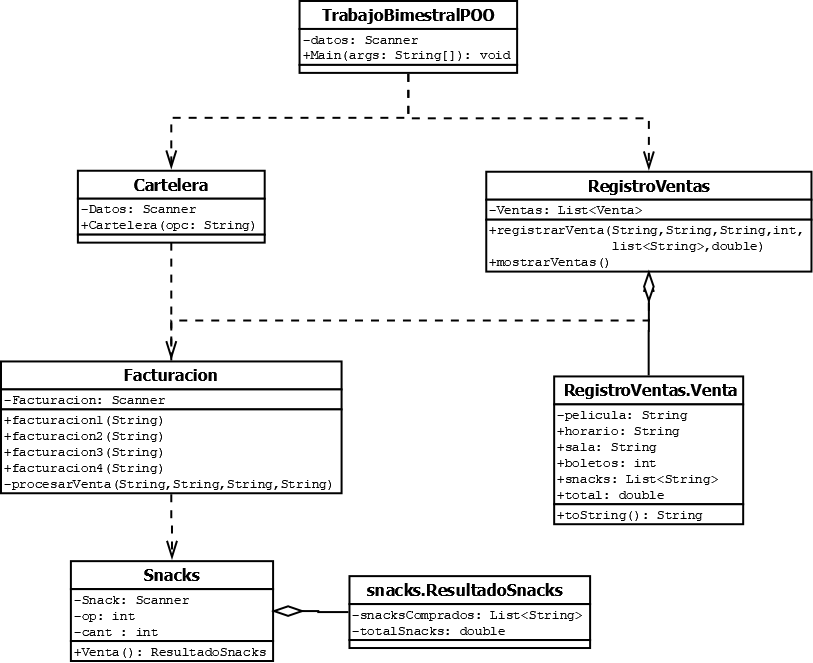 TrabajoBimestralPOO
-datos: Scanner
+Main(args: String[]): void
Cartelera
-Datos: Scanner
+Cartelera(opc: String)
RegistroVentas
-Ventas: List<Venta>
+registrarVenta(String,String,String,int,
list<String>,double)
+mostrarVentas()
Facturacion
-Facturacion: Scanner
+facturacion1(String)
+facturacion2(String)
+facturacion3(String)
+facturacion4(String)
-procesarVenta(String,String,String,String)
RegistroVentas.Venta
-pelicula: String
+horario: String
+sala: String
+boletos: int
+snacks: List<String>
+total: double
+toString(): String
Snacks
-Snack: Scanner
-op: int
-cant : int
+Venta(): ResultadoSnacks
snacks.ResultadoSnacks
-snacksComprados: List<String>
-totalSnacks: double